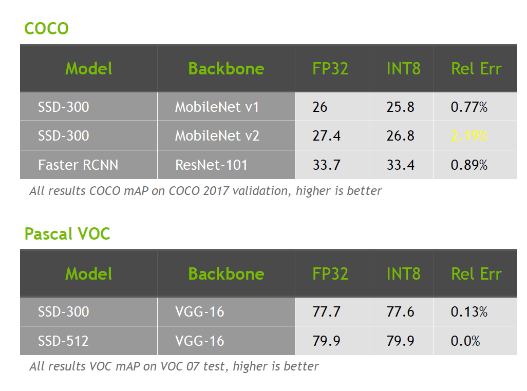 COCO
Model Backbone FP32 INT8 Rel Err
SSD-300 MobileNet v1 26 25.8 0.77%
SSD-300 MobileNet v2 27.4 26.8 2.19%
Faster RCNN ResNet-101 33.7 33.4 0.89%
All results COCO mAP on COCO 2017 validation, higher is better
Pascal VOC
Model Backbone FP32 INT8 Rel Err
SSD-300 VGG-16 77.7 77.6 0.13%
SSD-512 VGG-16 79.9 79.9 0.0%
All results VOC mAP on VOC 07 test, higher is better